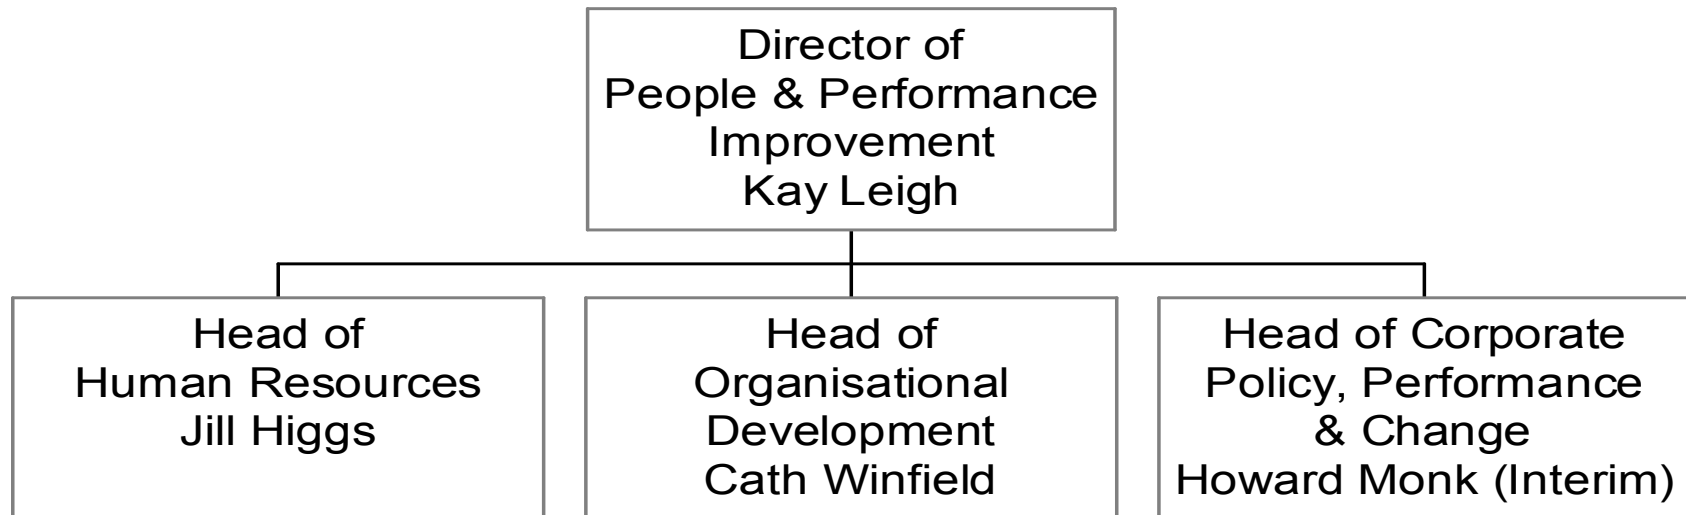 Director of
People & Performance
Improvement
Kay Leigh
Head of
Human Resources
Jill Higgs
Head of
Organisational
Development
Cath Winfield
Head of Corporate
Policy, Performance
& Change
Howard Monk (Interim)